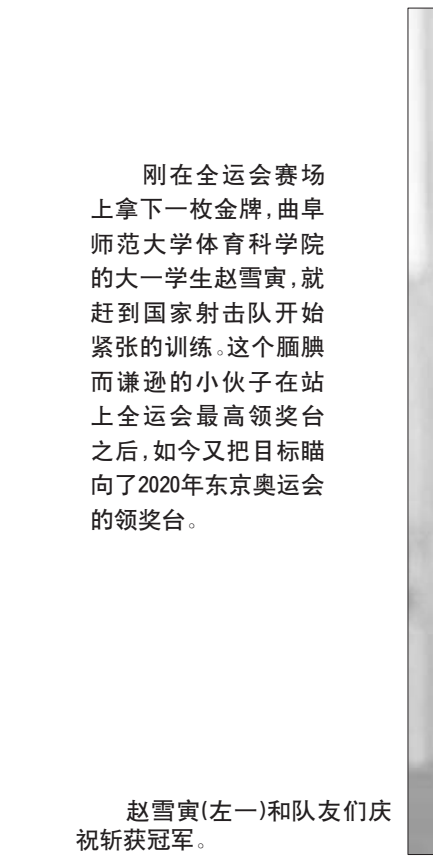 刚在全运会赛场
上拿下一枚金牌,曲阜
师范大学体育科学院
的大一学生赵雪寅,就
赶到国家射击队开始
紧张的训练。这个腼腆
而谦逊的小伙子在站
上全运会最高领奖台
之后,如今又把目标瞄
向了2020年东京奥运会
的领奖台。
赵雪寅(左一)和队友们庆
祝斩获冠军。